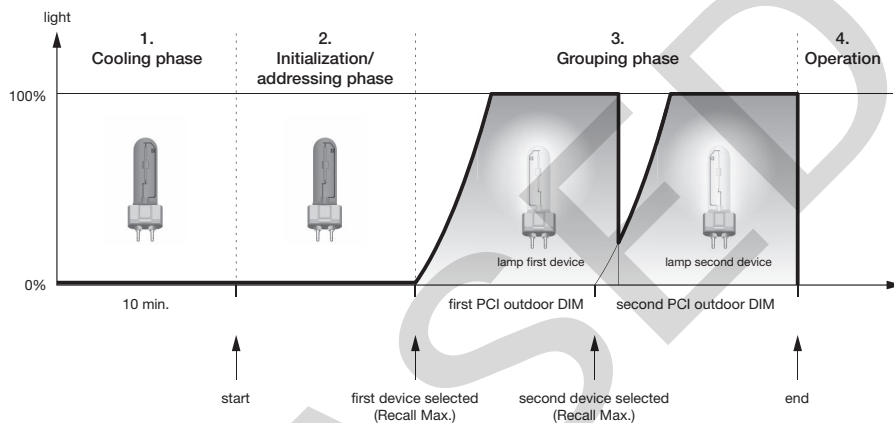 light
1.
Cooling phase
2.
Initialization/
addressing phase
3.
Grouping phase
4.
Operation
100%
lamp first device
lamp second device
0%
10 min.
first PCI outdoor DIM
second PCI outdoor DIM
start
first device selected
(Recall Max.)
second device selected
(Recall Max.)
end